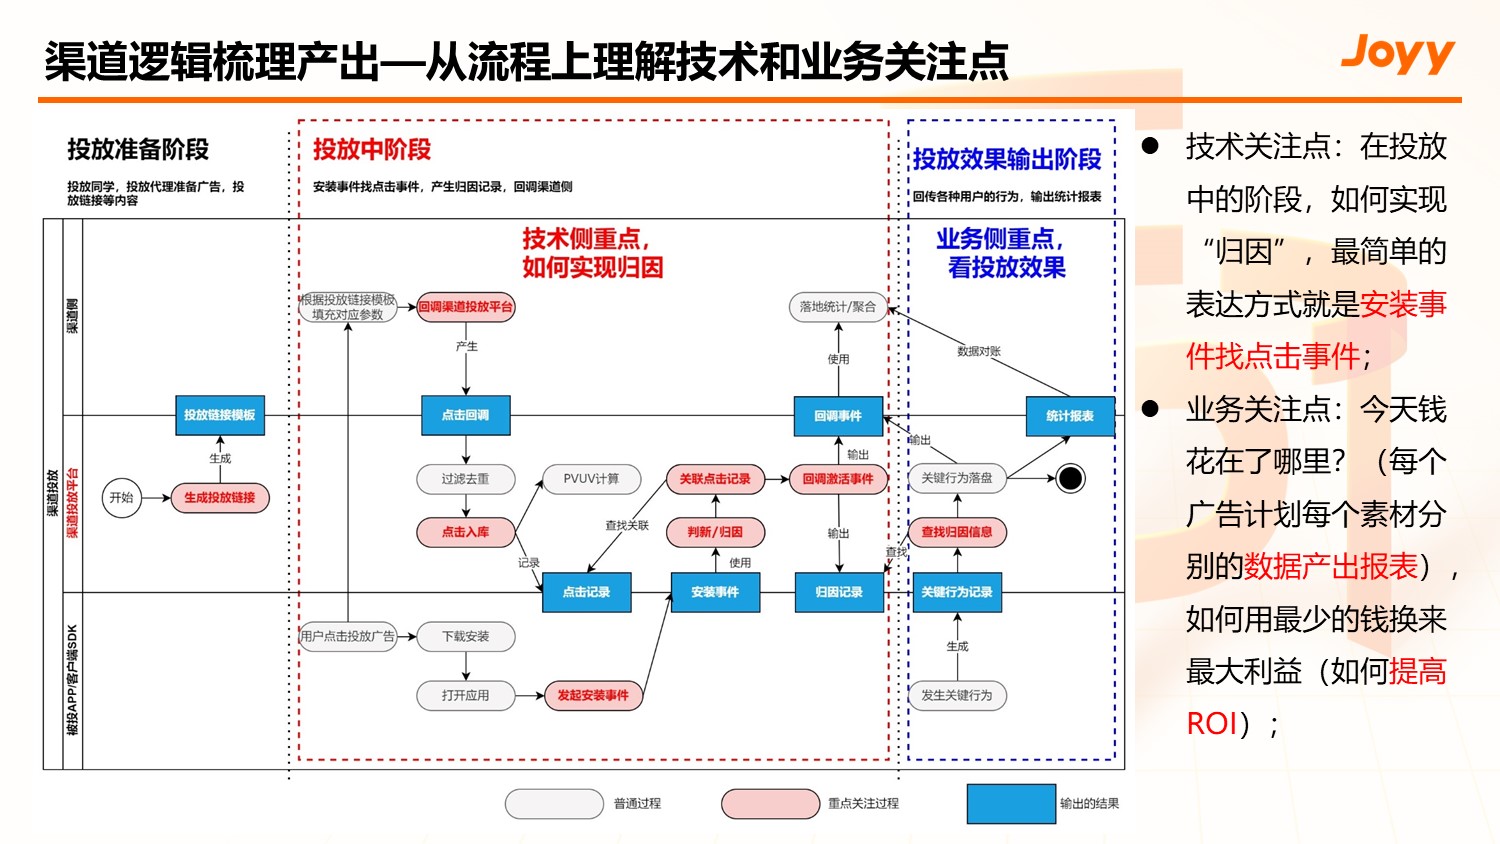 渠道逻辑梳理产出—从流程上理解技术和业务关注点
Joyy
投放准备阶段
投放同学，投放代理准备广告，投
放链接等内容
投放中阶段
安装事件找点击事件，产生归因记录，回调渠道侧
投放效果输出阶段
回传各种用户的行为，输出统计报表
技术侧重点，
如何实现归因
业务侧重点，
看投放效果
渠道投放
渠道侧
渠道投放平台
被投APP/客户端SDK
根据投放链接模板
填充对应参数
回调渠道投放平台
落地统计/聚合
产生
使用
数据对账
投放链接模板
点击回调
回调事件
统计报表
生成
输出
输出
开始
生成投放链接
过滤去重
PVUV计算
关联点击记录
回调激活事件
关键行为落盘
查找关联
点击入库
判新/归因
输出
查找归因信息
记录
使用
查找
点击记录
安装事件
归因记录
关键行为记录
用户点击投放广告
下载安装
生成
打开应用
发起安装事件
发生关键行为
普通过程
重点关注过程
输出的结果
● 技术关注点：在投放
中的阶段，如何实现
“归因”，最简单的
表达方式就是安装事
件找点击事件；
● 业务关注点：今天钱
花在了哪里？（每个
广告计划每个素材分
别的数据产出报表），
如何用最少的钱换来
最大利益（如何提高
ROI）；